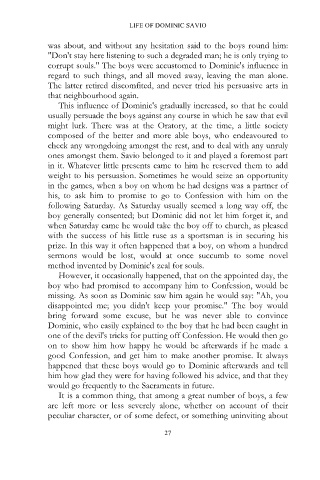 LIFE OF DOMINIC SAVIO
was about, and without any hesitation said to the boys round him:
"Don't stay here listening to such a degraded man; he is only trying to
corrupt souls." The boys were accustomed to Dominic's influence in
regard to such things, and all moved away, leaving the man alone.
The latter retired discomfited, and never tried his persuasive arts in
that neighbourhood again.
This influence of Dominic's gradually increased, so that he could
usually persuade the boys against any course in which he saw that evil
might lurk. There was at the Oratory, at the time, a little society
composed of the better and more able boys, who endeavoured to
check any wrongdoing amongst the rest, and to deal with any unruly
ones amongst them. Savio belonged to it and played a foremost part
in it. Whatever little presents came to him he reserved them to add
weight to his persuasion. Sometimes he would seize an opportunity
in the games, when a boy on whom he had designs was a partner of
his, to ask him to promise to go to Confession with him on the
following Saturday. As Saturday usually seemed a long way off, the
boy generally consented; but Dominic did not let him forget it, and
when Saturday came he would take the boy off to church, as pleased
with the success of his little ruse as a sportsman is in securing his
prize. In this way it often happened that a boy, on whom a hundred
sermons would be lost, would at once succumb to some novel
method invented by Dominic's zeal for souls.
However, it occasionally happened, that on the appointed day, the
boy who had promised to accompany him to Confession, would be
missing. As soon as Dominic saw him again he would say: "Ah, you
disappointed me; you didn't keep your promise." The boy would
bring forward some excuse, but he was never able to convince
Dominic, who easily explained to the boy that he had been caught in
one of the devil's tricks for putting off Confession. He would then go
on to show him how happy he would be afterwards if he made a
good Confession, and get him to make another promise. It always
happened that these boys would go to Dominic afterwards and tell
him how glad they were for having followed his advice, and that they
would go frequently to the Sacraments in future.
It is a common thing, that among a great number of boys, a few
are left more or less severely alone, whether on account of their
peculiar character, or of some defect, or something uninviting about
27